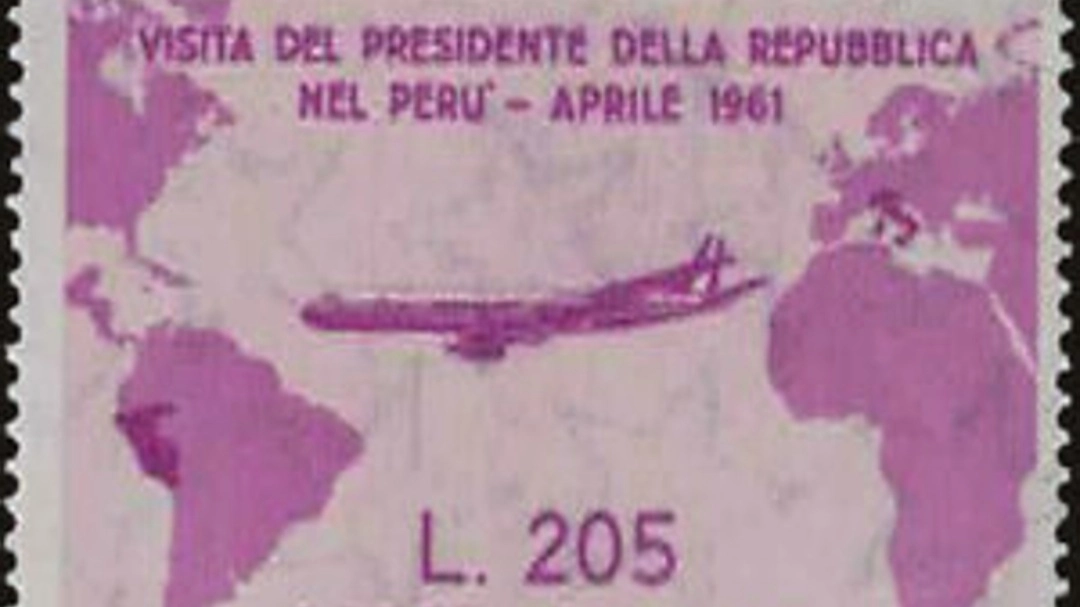 VISITA DEL PRESIDENTE DELLA REPUBBLICA
NEL PERU' - APRILE 1961
L. 205